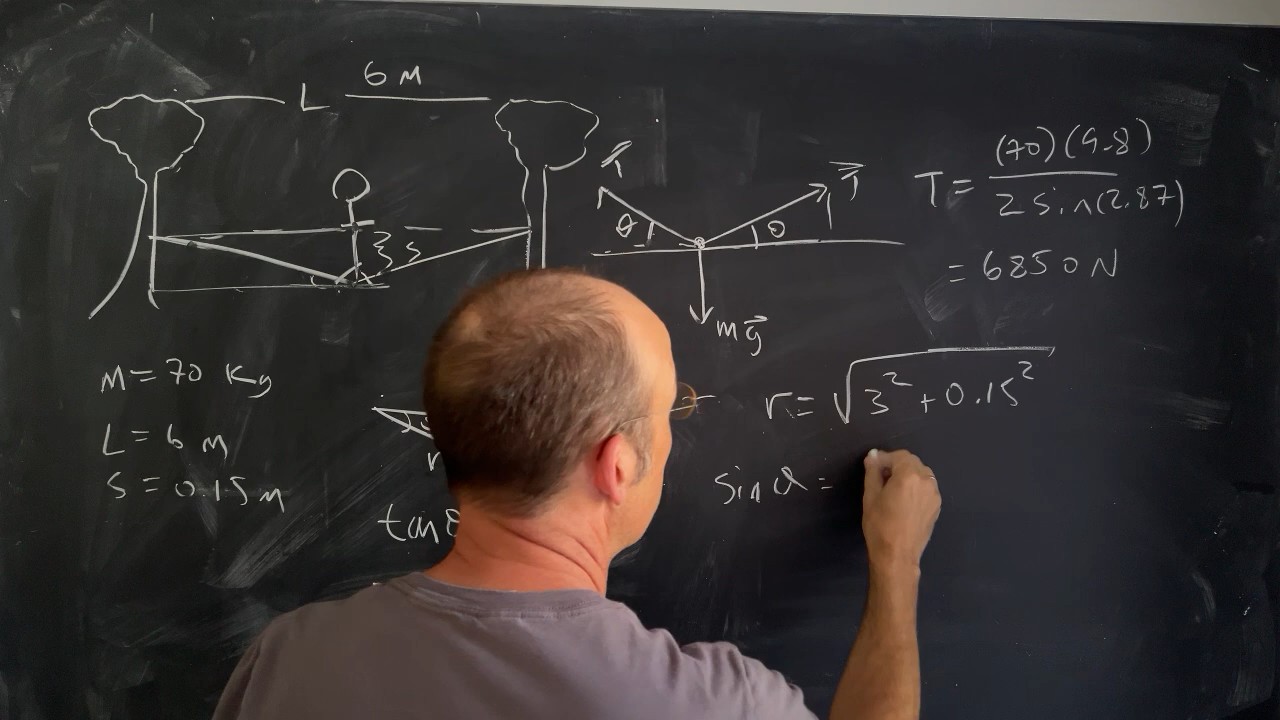 L 6 M
S
θ
T
θ
T
mg
T = (70)(9.8) / 2 Sin(2.87)
= 6850 N
M = 70 Kg
L = 6 M
S = 0.15 M
r
tanθ
r = √3² + 0.15²
sin θ =